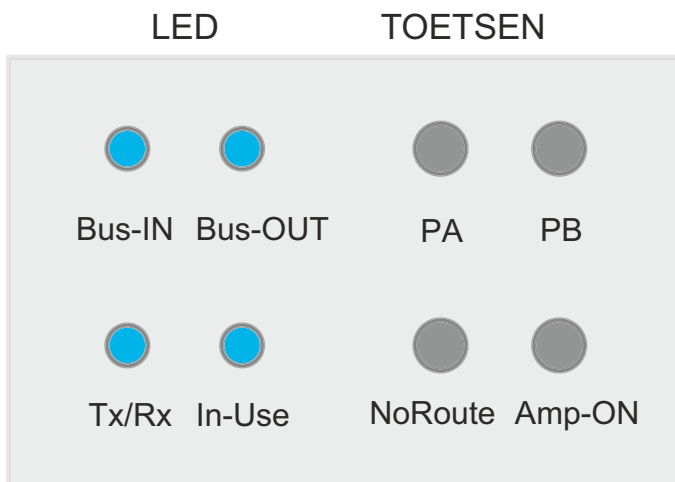 LED TOETSEN
Bus-IN Bus-OUT PA PB
Tx/Rx In-Use NoRoute Amp-ON